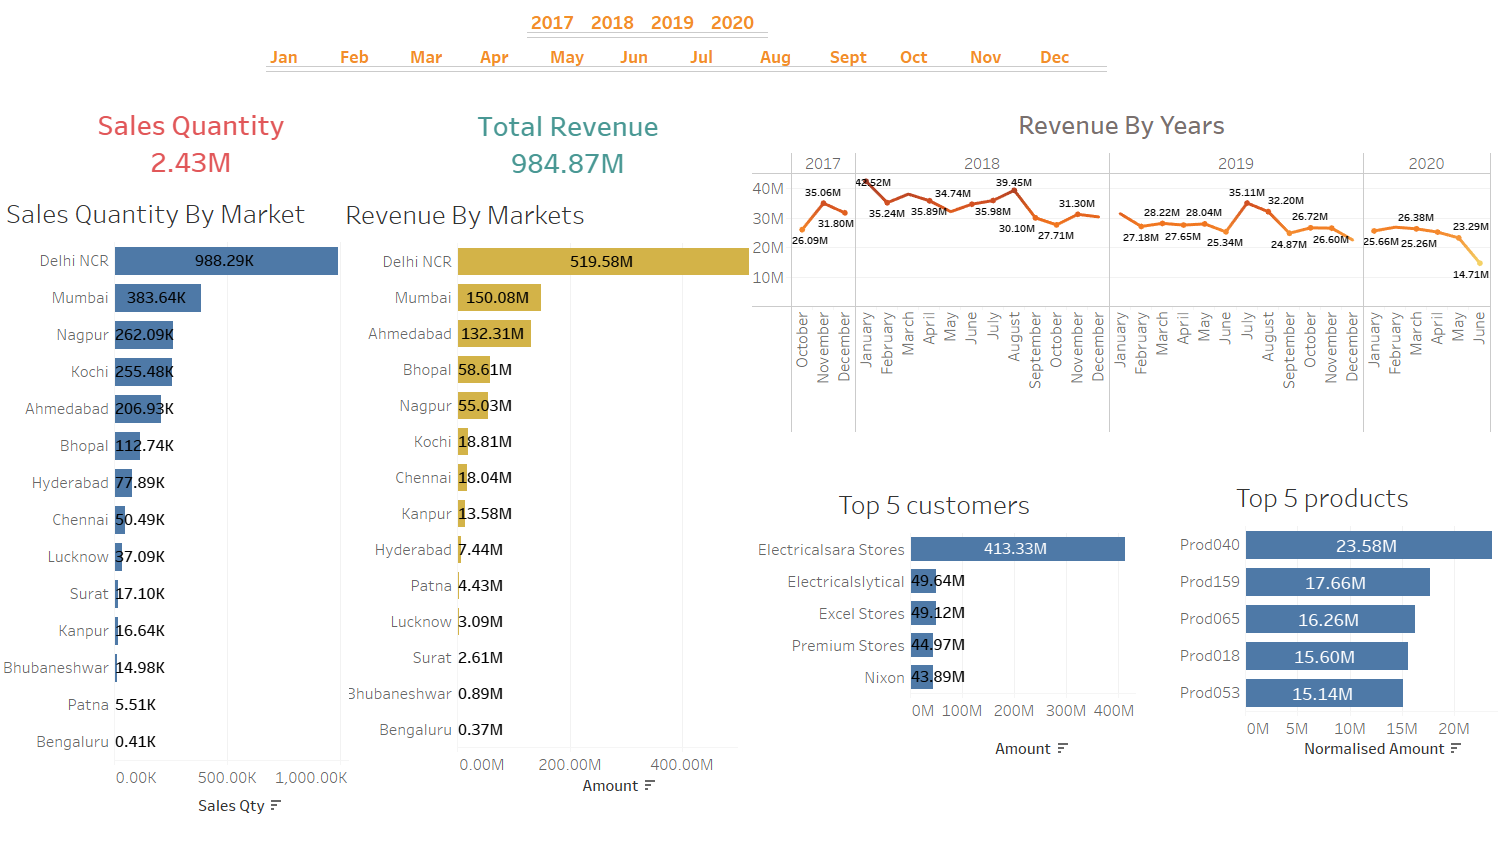 2017 2018 2019 2020
Jan Feb Mar Apr May Jun Jul Aug Sept Oct Nov Dec
Sales Quantity
2.43M
Total Revenue
984.87M
Sales Quantity By Market
Delhi NCR 988.29K
Mumbai 383.64K
Nagpur 262.09K
Kochi 255.48K
Ahmedabad 206.93K
Bhopal 112.74K
Hyderabad 77.89K
Chennai 50.49K
Lucknow 37.09K
Surat 17.10K
Kanpur 16.64K
Bhubaneshwar 14.98K
Patna 5.51K
Bengaluru 0.41K
0.00K 500.00K 1,000.00K
Sales Qty
Revenue By Markets
Delhi NCR 519.58M
Mumbai 150.08M
Ahmedabad 132.31M
Bhopal 58.61M
Nagpur 55.03M
Kochi 18.81M
Chennai 18.04M
Kanpur 13.58M
Hyderabad 7.44M
Patna 4.43M
Lucknow 3.09M
Surat 2.61M
Bhubaneshwar 0.89M
Bengaluru 0.37M
0.00M 200.00M 400.00M
Amount
Revenue By Years
2017 2018 2019 2020
40M
30M
20M
10M
26.09M 35.06M 31.80M
42.52M 35.24M 35.89M 34.74M 35.98M 39.45M 30.10M 27.71M 31.30M
27.18M 28.22M 27.65M 28.04M 25.34M 35.11M 32.20M 24.87M 26.72M 26.60M
25.66M 26.38M 25.26M 23.29M 14.71M
October November December
January February March April May June July August September October November December
January February March April May June July August September October November December
January February March April May June
Top 5 customers
Electricalsara Stores 413.33M
Electricalslytical 49.64M
Excel Stores 49.12M
Premium Stores 44.97M
Nixon 43.89M
0M 100M 200M 300M 400M
Amount
Top 5 products
Prod040 23.58M
Prod159 17.66M
Prod065 16.26M
Prod018 15.60M
Prod053 15.14M
0M 5M 10M 15M 20M
Normalised Amount